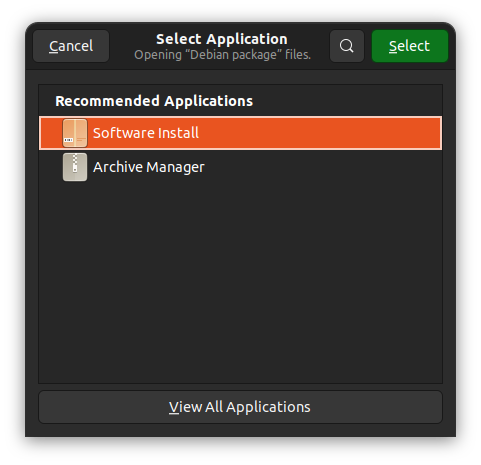 Cancel
Select Application
Opening “Debian package” files.
Select
Recommended Applications
Software Install
Archive Manager
View All Applications